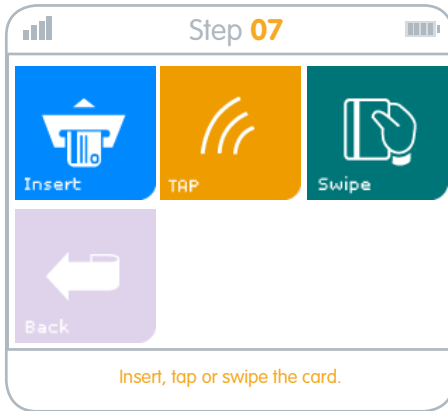 Step 07
Insert
TAP
Swipe
Back
Insert, tap or swipe the card.